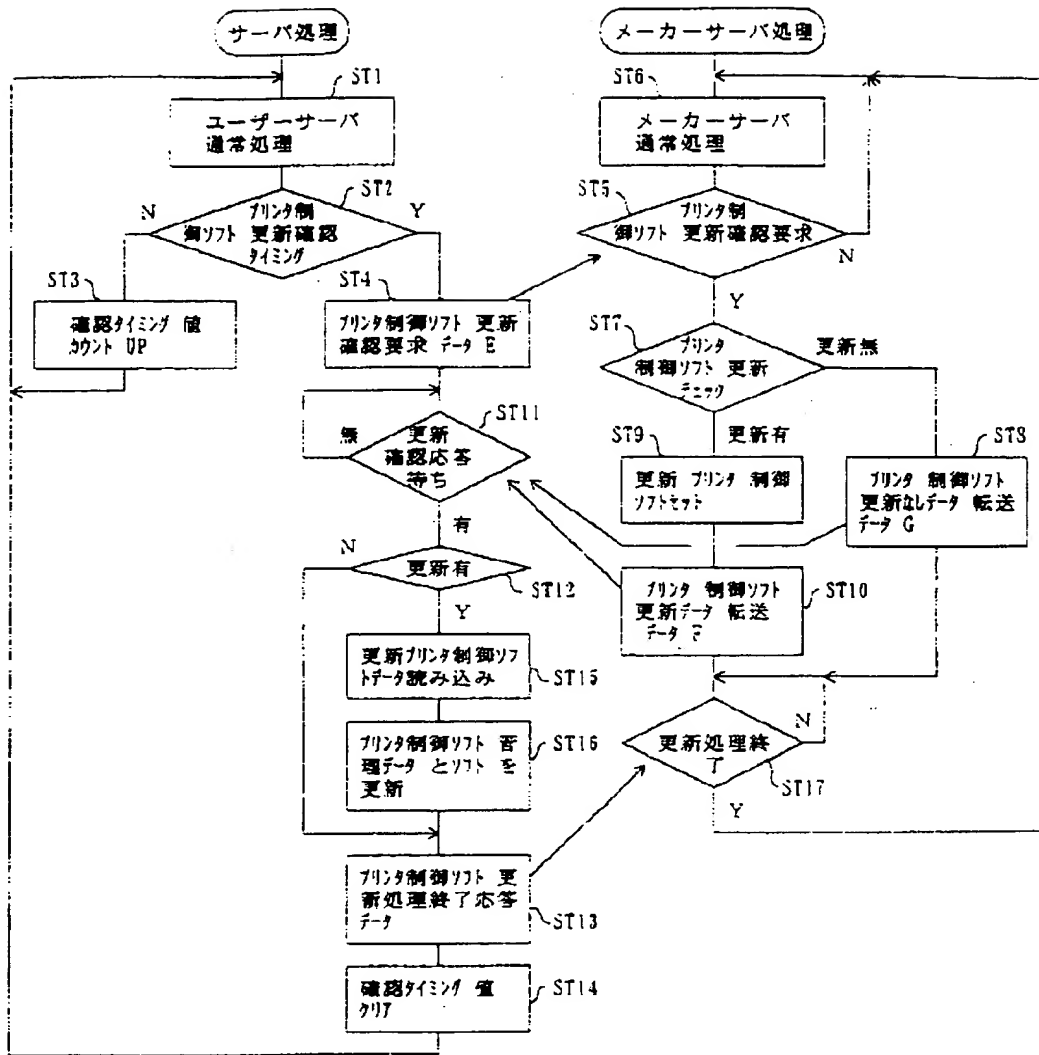 サーバ処理
ST1
ユーザーサーバ
通常処理
ST2
N
Y
プリンタ制
御ソフト 更新確認
タイミング
ST3
確認タイミング 値
カウント UP
ST4
プリンタ制御ソフト 更新
確認要求 データ E
ST11
無
更新
確認応答
待ち
有
N
更新有
ST12
Y
更新プリンタ制御ソフ
トデータ読み込み
ST15
プリンタ制御ソフト 管
理データ とソフト を
更新
ST16
プリンタ制御ソフト 更
新処理終了応答
データ
ST13
確認タイミング 値
クリア
ST14
メーカーサーバ処理
ST6
メーカーサーバ
通常処理
ST5
プリンタ制
御ソフト 更新確認要求
N
Y
ST7
プリンタ
制御ソフト 更新
チェック
更新無
更新有
ST9
更新 プリンタ 制御
ソフトセット
ST8
プリンタ 制御ソフト
更新なしデータ 転送
データ G
プリンタ 制御ソフト
更新データ 転送
データ F
ST10
N
更新処理終
了
ST17
Y